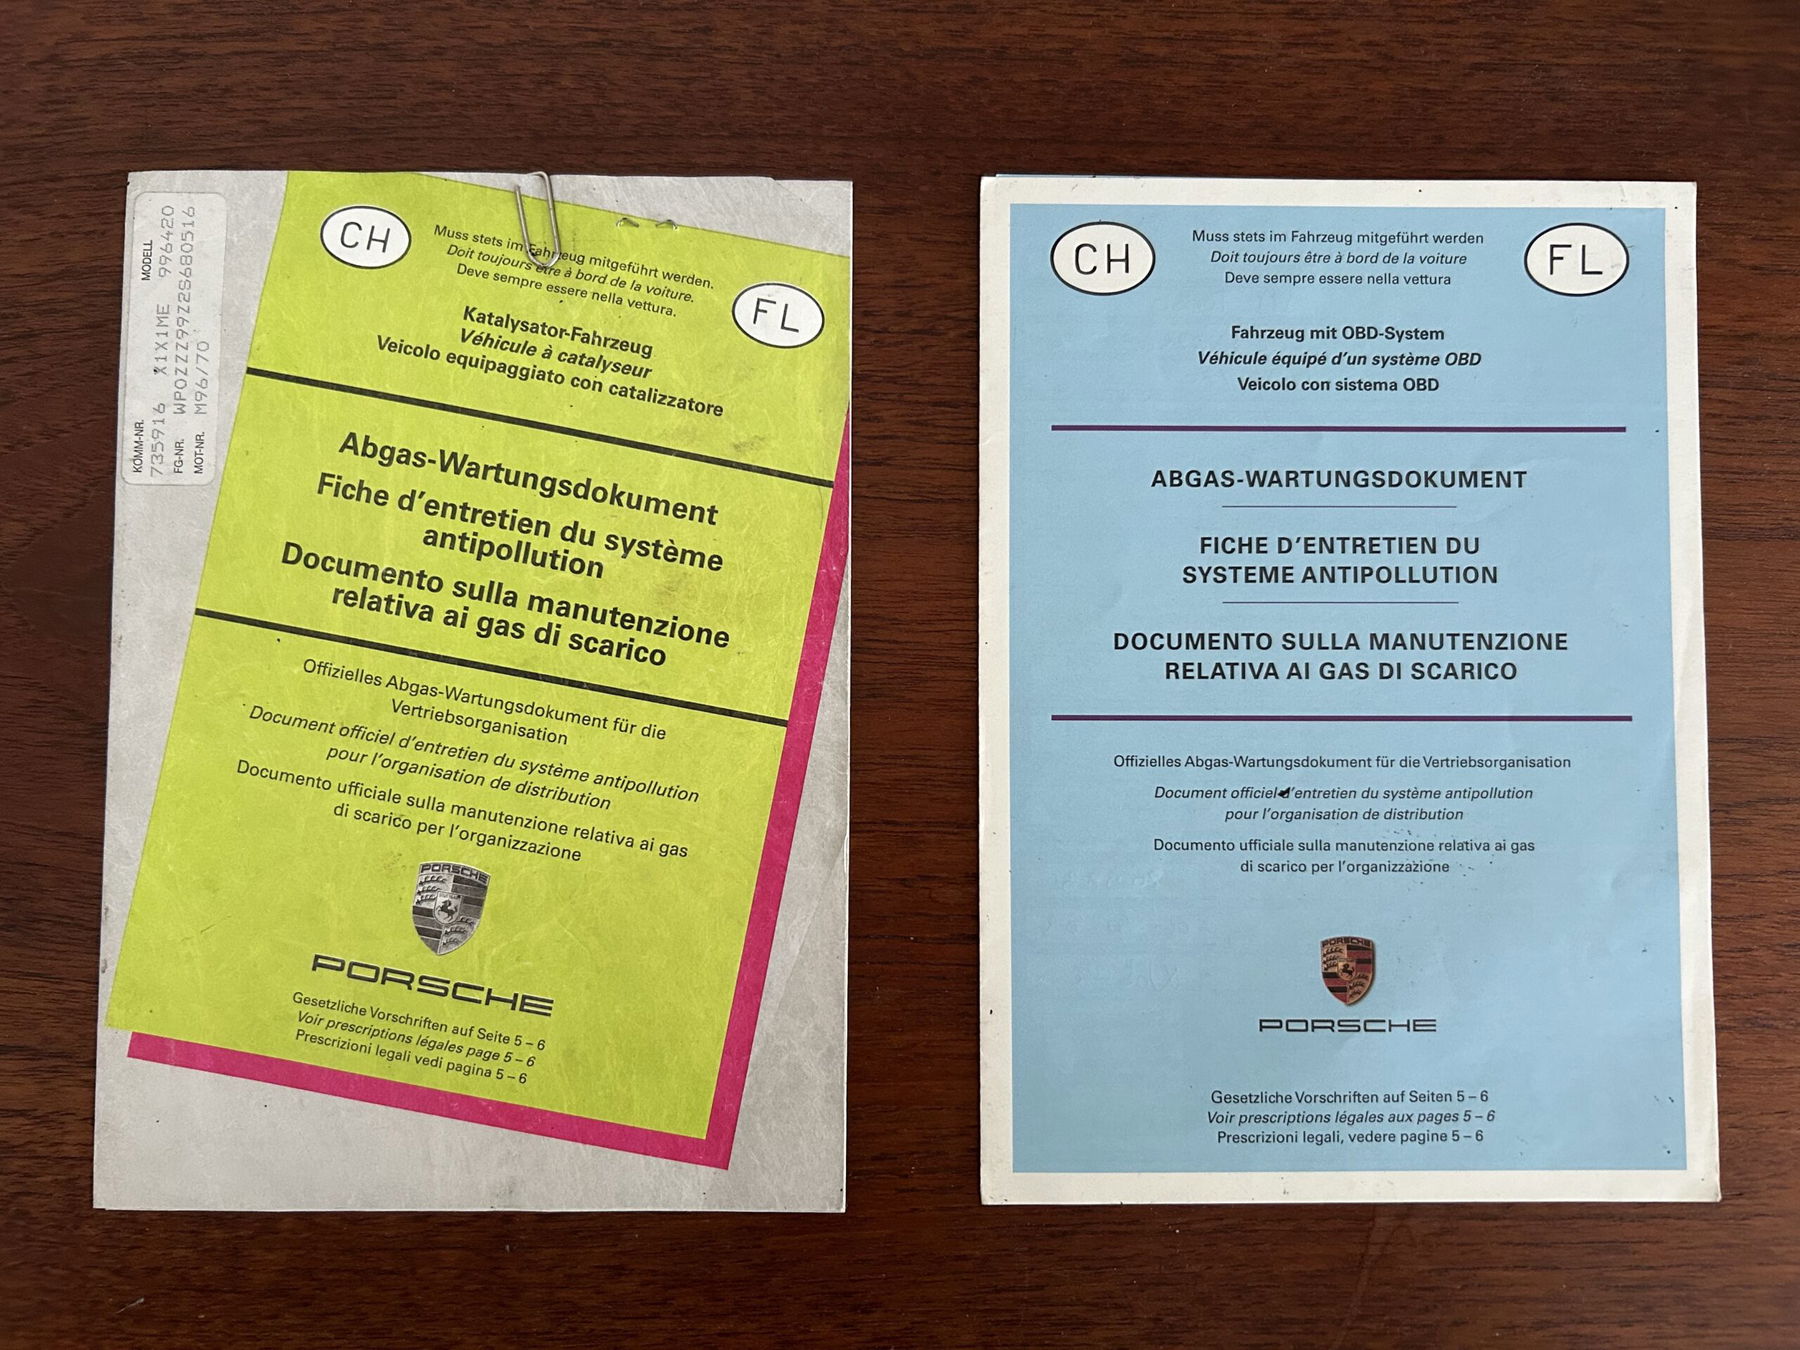 KOMM-NR. MODELL
735916 X1X1ME 996420
FG-NR. WP0ZZZ99Z2S680516
MOT-NR. M96/70
CH
Muss stets im Fahrzeug mitgeführt werden.
Doit toujours être à bord de la voiture.
Deve sempre essere nella vettura.
FL
Katalysator-Fahrzeug
Véhicule à catalyseur
Veicolo equipaggiato con catalizzatore
Abgas-Wartungsdokument
Fiche d'entretien du système
antipollution
Documento sulla manutenzione
relativa ai gas di scarico
Offizielles Abgas-Wartungsdokument für die
Vertriebsorganisation
Document officiel d'entretien du système antipollution
pour l'organisation de distribution
Documento ufficiale sulla manutenzione relativa ai gas
di scarico per l'organizzazione
PORSCHE
PORSCHE
Gesetzliche Vorschriften auf Seite 5 – 6
Voir prescriptions légales page 5 – 6
Prescrizioni legali vedi pagina 5 – 6
CH
Muss stets im Fahrzeug mitgeführt werden
Doit toujours être à bord de la voiture
Deve sempre essere nella vettura
FL
Fahrzeug mit OBD-System
Véhicule équipé d'un système OBD
Veicolo con sistema OBD
ABGAS-WARTUNGSDOKUMENT
FICHE D'ENTRETIEN DU
SYSTEME ANTIPOLLUTION
DOCUMENTO SULLA MANUTENZIONE
RELATIVA AI GAS DI SCARICO
Offizielles Abgas-Wartungsdokument für die Vertriebsorganisation
Document officiel d'entretien du système antipollution
pour l'organisation de distribution
Documento ufficiale sulla manutenzione relativa ai gas
di scarico per l'organizzazione
PORSCHE
PORSCHE
Gesetzliche Vorschriften auf Seiten 5 – 6
Voir prescriptions légales aux pages 5 – 6
Prescrizioni legali, vedere pagine 5 – 6